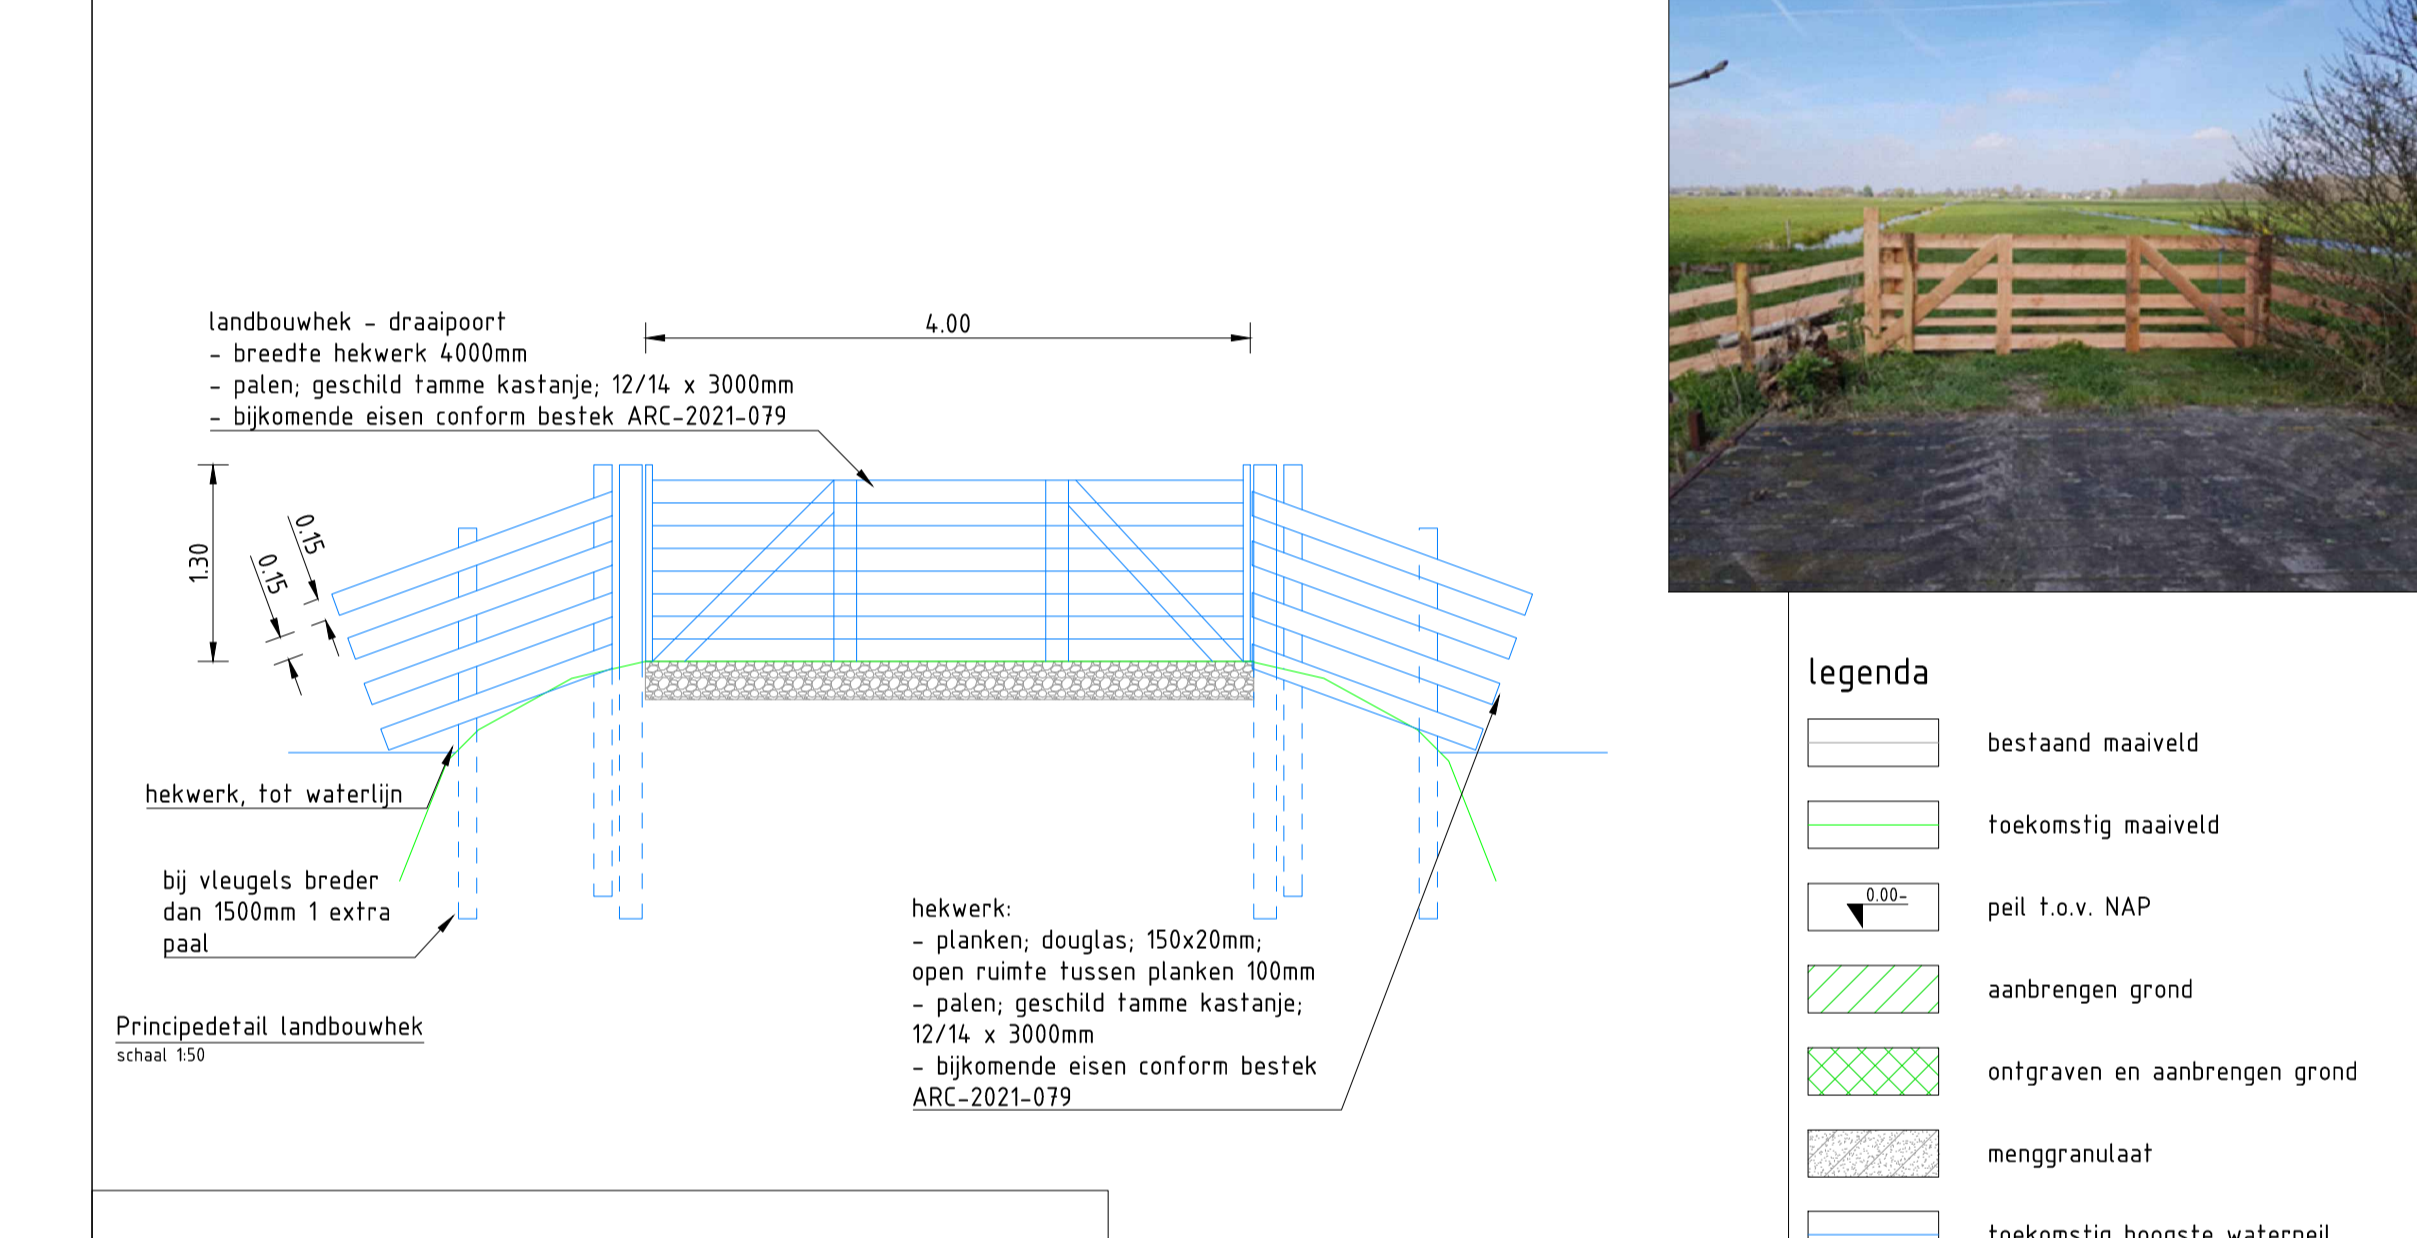 landbouwhek - draaipoort
- breedte hekwerk 4000mm
- palen; geschild tamme kastanje; 12/14 x 3000mm
- bijkomende eisen conform bestek ARC-2021-079
4.00
1.30
0.15
0.15
hekwerk, tot waterlijn
bij vleugels breder
dan 1500mm 1 extra
paal
hekwerk:
- planken; douglas; 150x20mm;
open ruimte tussen planken 100mm
- palen; geschild tamme kastanje;
12/14 x 3000mm
- bijkomende eisen conform bestek
ARC-2021-079
Principedetail landbouwhek
schaal 1:50
legenda
bestaand maaiveld
toekomstig maaiveld
0.00-
peil t.o.v. NAP
aanbrengen grond
ontgraven en aanbrengen grond
menggranulaat
toekomstig hoogste waterpeil